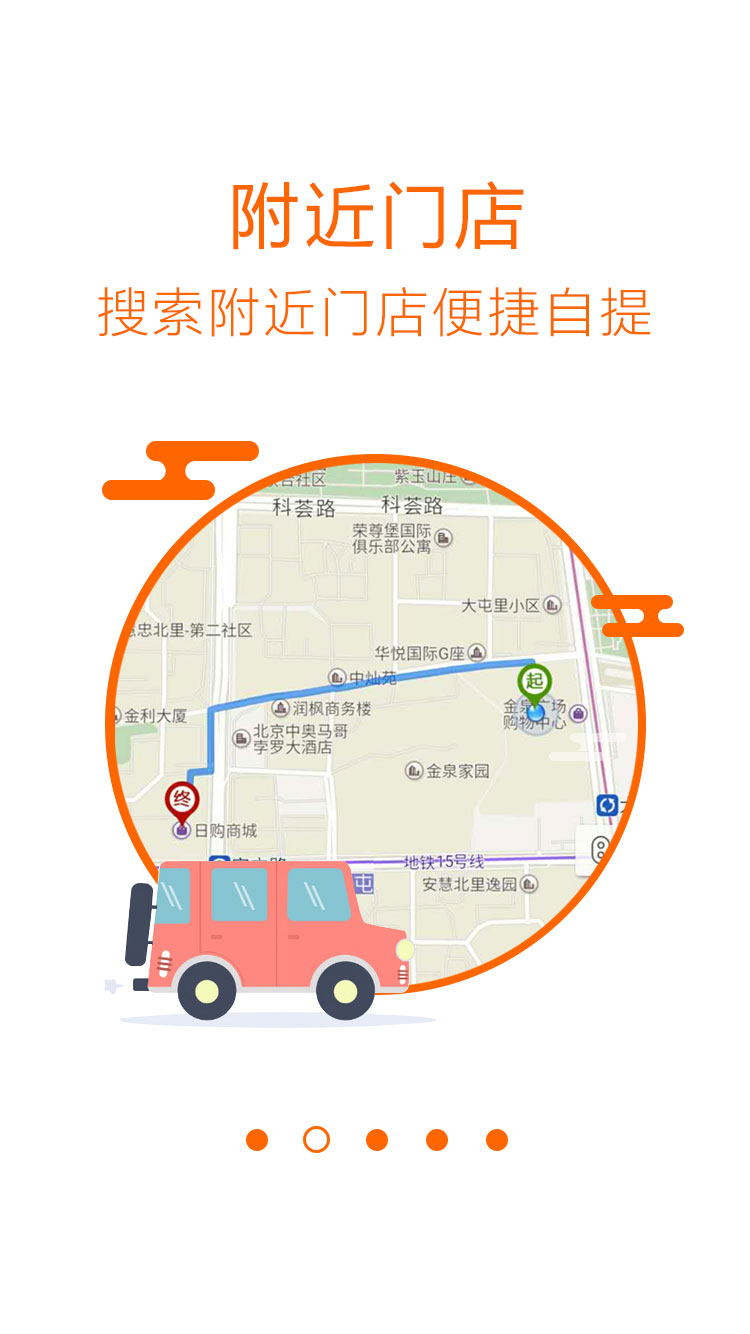 附近门店
搜索附近门店便捷自提
合社区
紫玉山庄
科荟路
科荟路
荣尊堡国际
俱乐部公寓
大屯里小区
忠北里-第二社区
华悦国际G座
中灿苑
起
润枫商务楼
金泉广场
购物中心
金利大厦
北京中奥马哥
孛罗大酒店
金泉家园
终
日购商城
地铁15号线
屯
安慧北里逸园